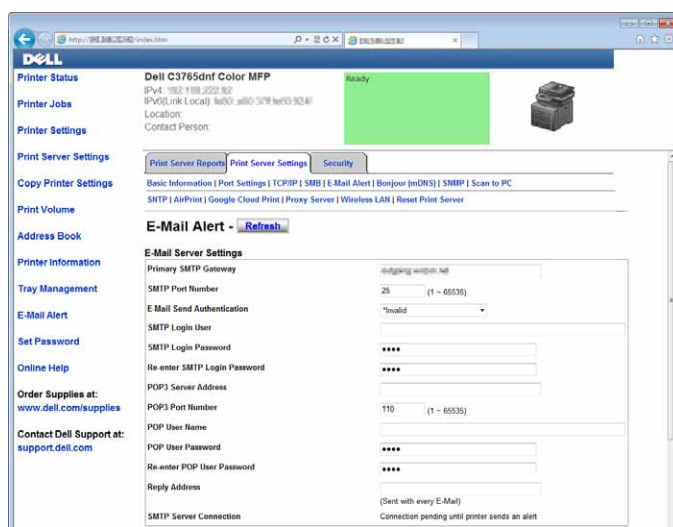 http:// /index.htm
DELL
Printer Status
Printer Jobs
Printer Settings
Print Server Settings
Copy Printer Settings
Print Volume
Address Book
Printer Information
Tray Management
E-Mail Alert
Set Password
Online Help
Order Supplies at:
www.dell.com/supplies
Contact Dell Support at:
support.dell.com
Dell C3765dnf Color MFP
IPv4:
IPv6(Link Local):
Location:
Contact Person:
Ready
Print Server Reports Print Server Settings Security
Basic Information | Port Settings | TCP/IP | SMB | E-Mail Alert | Bonjour (mDNS) | SNMP | Scan to PC
SNTP | AirPrint | Google Cloud Print | Proxy Server | Wireless LAN | Reset Print Server
E-Mail Alert - Refresh
E-Mail Server Settings
Primary SMTP Gateway
SMTP Port Number 25 (1 ~ 65535)
E-Mail Send Authentication *Invalid
SMTP Login User
SMTP Login Password ••••
Re-enter SMTP Login Password ••••
POP3 Server Address
POP3 Port Number 110 (1 ~ 65535)
POP User Name
POP User Password ••••
Re-enter POP User Password ••••
Reply Address
(Sent with every E-Mail)
SMTP Server Connection Connection pending until printer sends an alert